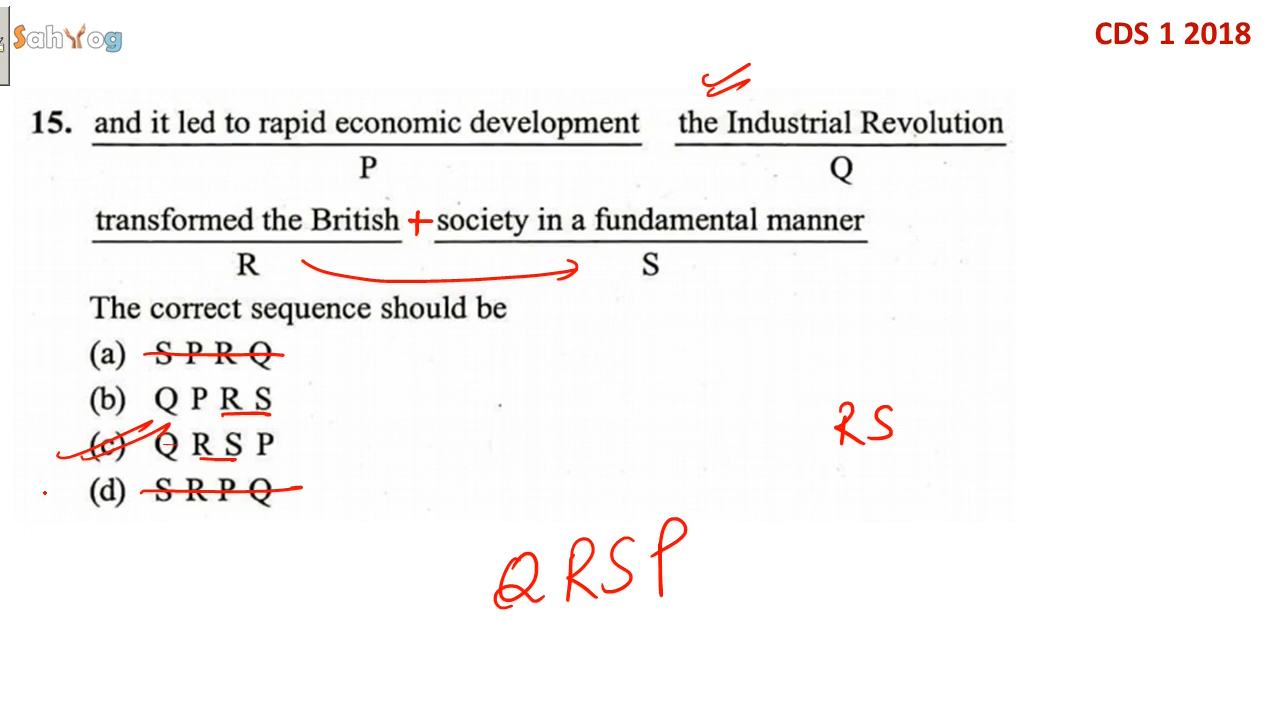 SahYog
CDS 1 2018
15. and it led to rapid economic development the Industrial Revolution
P Q
transformed the British + society in a fundamental manner
R S
The correct sequence should be
(a) S P R Q
(b) Q P R S
(c) Q R S P
(d) S R P Q
RS
QRSP